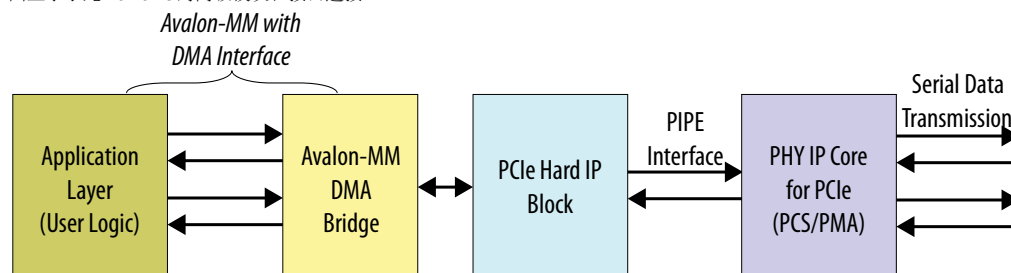 Avalon-MM with
DMA Interface
Application
Layer
(User Logic)
Avalon-MM
DMA
Bridge
PCIe Hard IP
Block
PIPE
Interface
PHY IP Core
for PCIe
(PCS/PMA)
Serial Data
Transmission